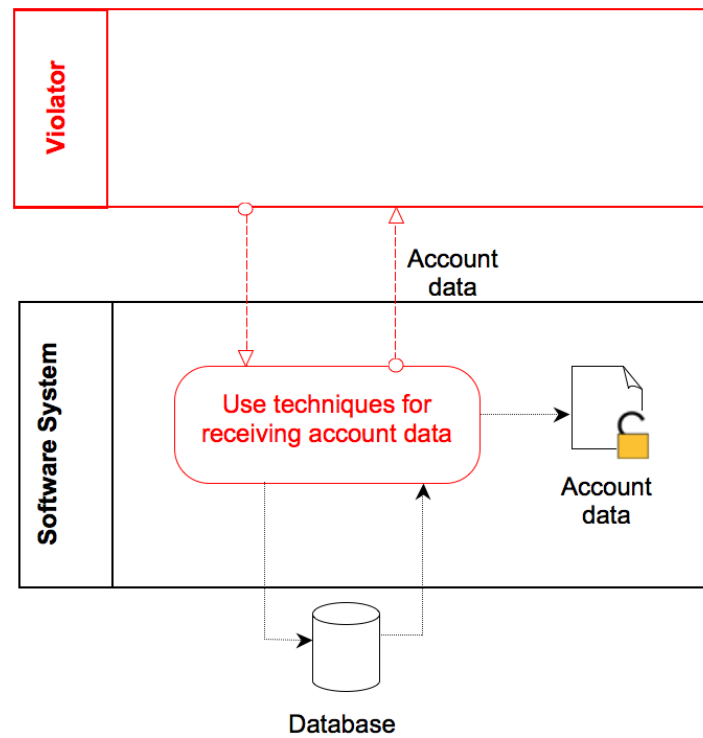 Violator
Account
data
Software System
Use techniques for
receiving account data
Account
data
Database